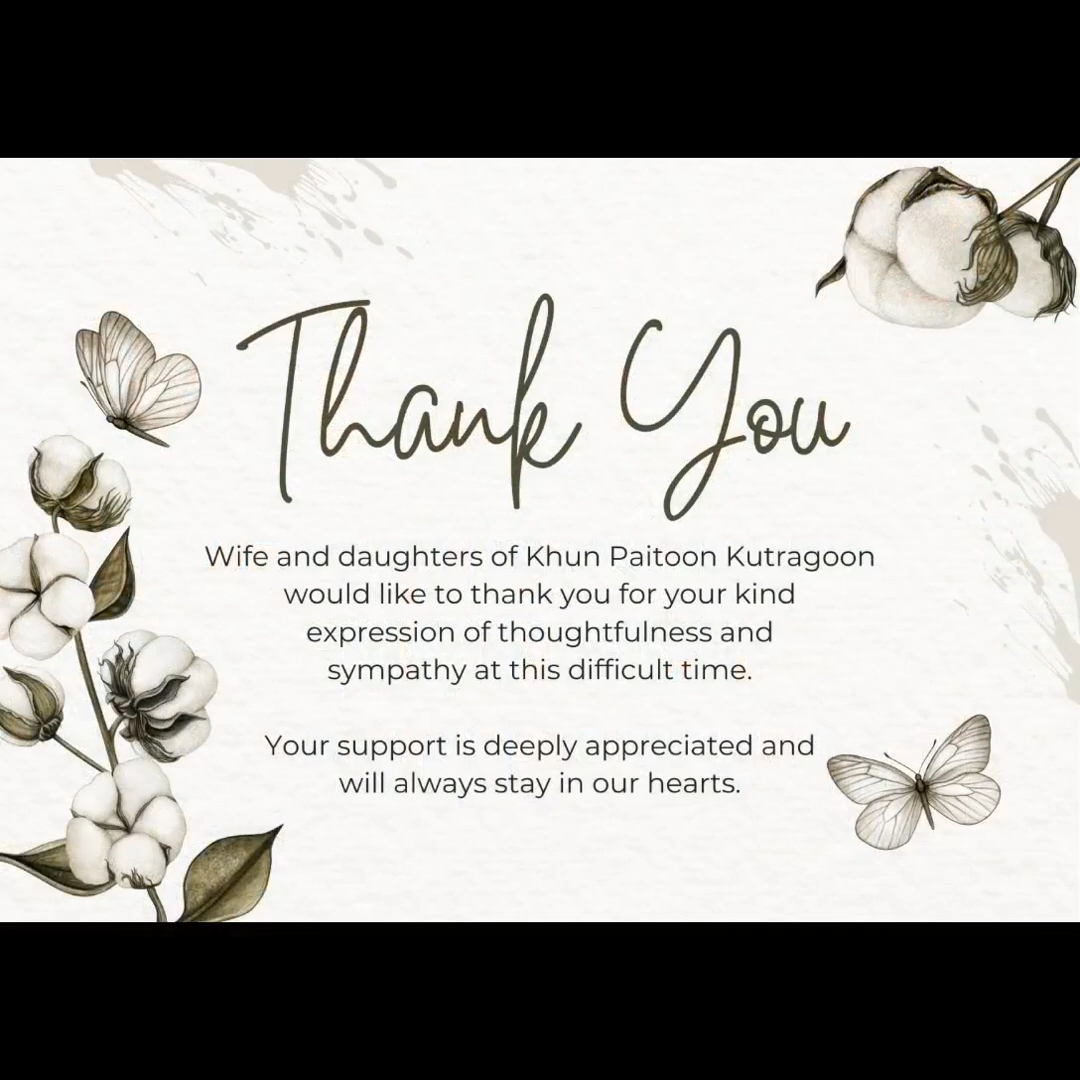 Thank You
Wife and daughters of Khun Paitoon Kutragoon
would like to thank you for your kind
expression of thoughtfulness and
sympathy at this difficult time.
Your support is deeply appreciated and
will always stay in our hearts.